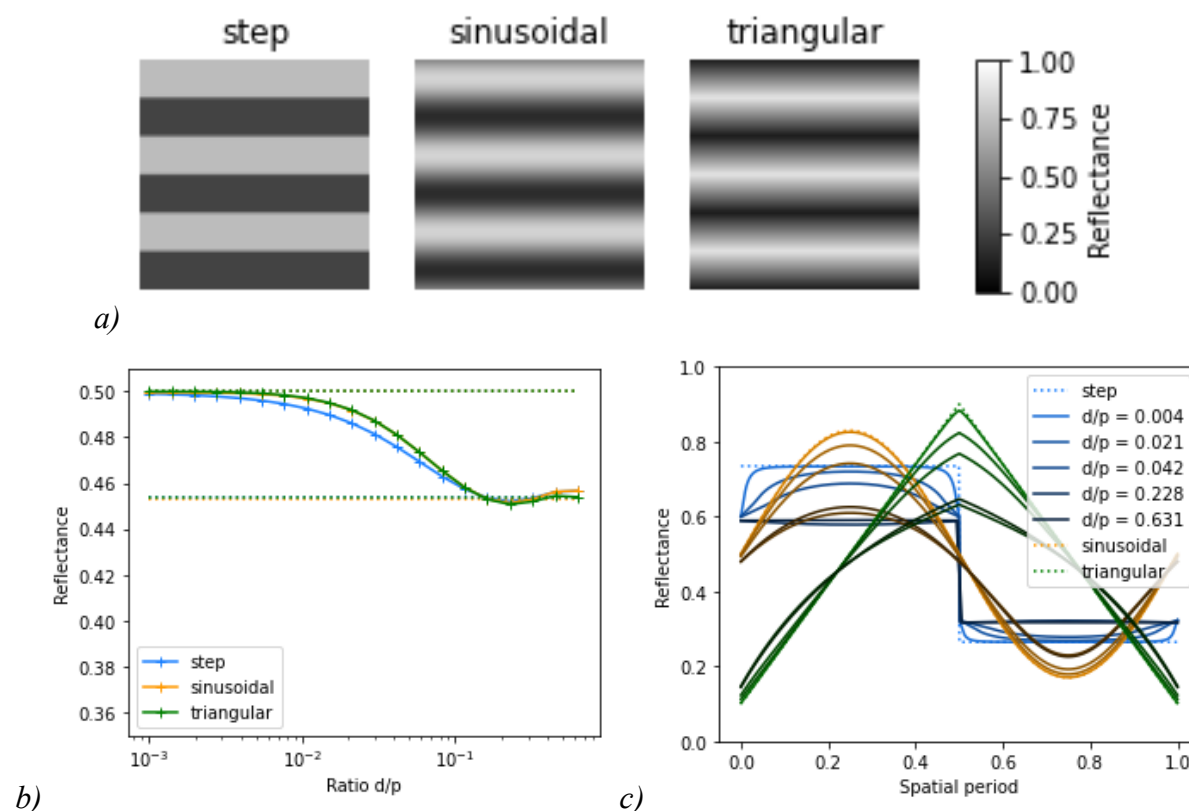 step sinusoidal triangular
1.00
0.75
0.50
0.25
0.00
Reflectance
a)
0.50
0.48
0.46
0.44
0.42
0.40
0.38
0.36
Reflectance
step
sinusoidal
triangular
10⁻³ 10⁻² 10⁻¹
Ratio d/p
b)
1.0
0.8
0.6
0.4
0.2
0.0
Reflectance
step
d/p = 0.004
d/p = 0.021
d/p = 0.042
d/p = 0.228
d/p = 0.631
sinusoidal
triangular
0.0 0.2 0.4 0.6 0.8 1.0
Spatial period
c)